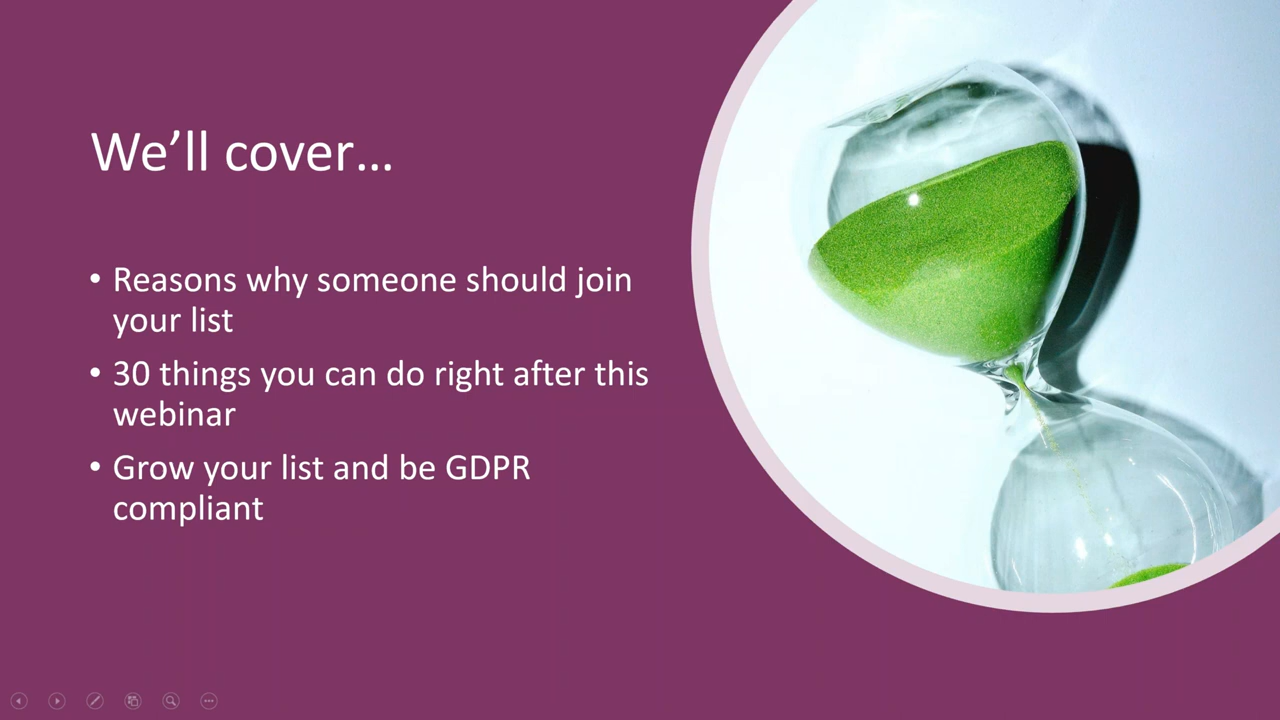 We’ll cover…
• Reasons why someone should join
your list
• 30 things you can do right after this
webinar
• Grow your list and be GDPR
compliant